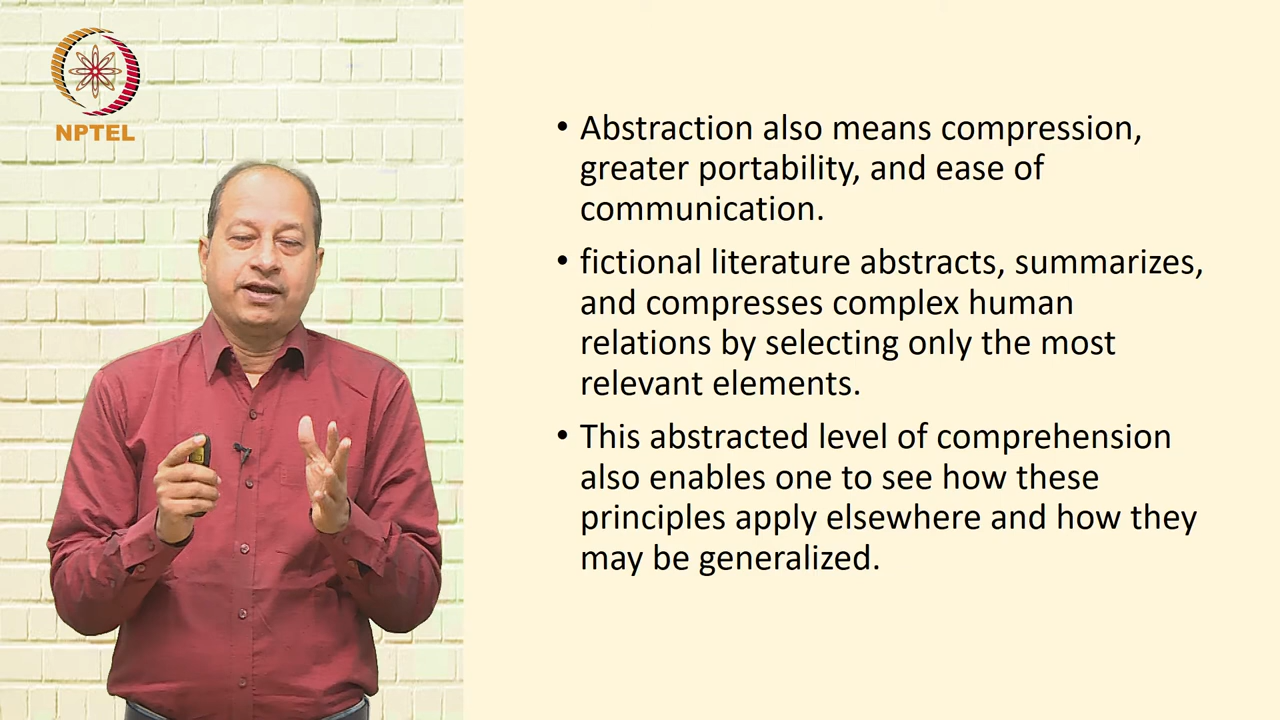 NPTEL
• Abstraction also means compression,
greater portability, and ease of
communication.
• fictional literature abstracts, summarizes,
and compresses complex human
relations by selecting only the most
relevant elements.
• This abstracted level of comprehension
also enables one to see how these
principles apply elsewhere and how they
may be generalized.